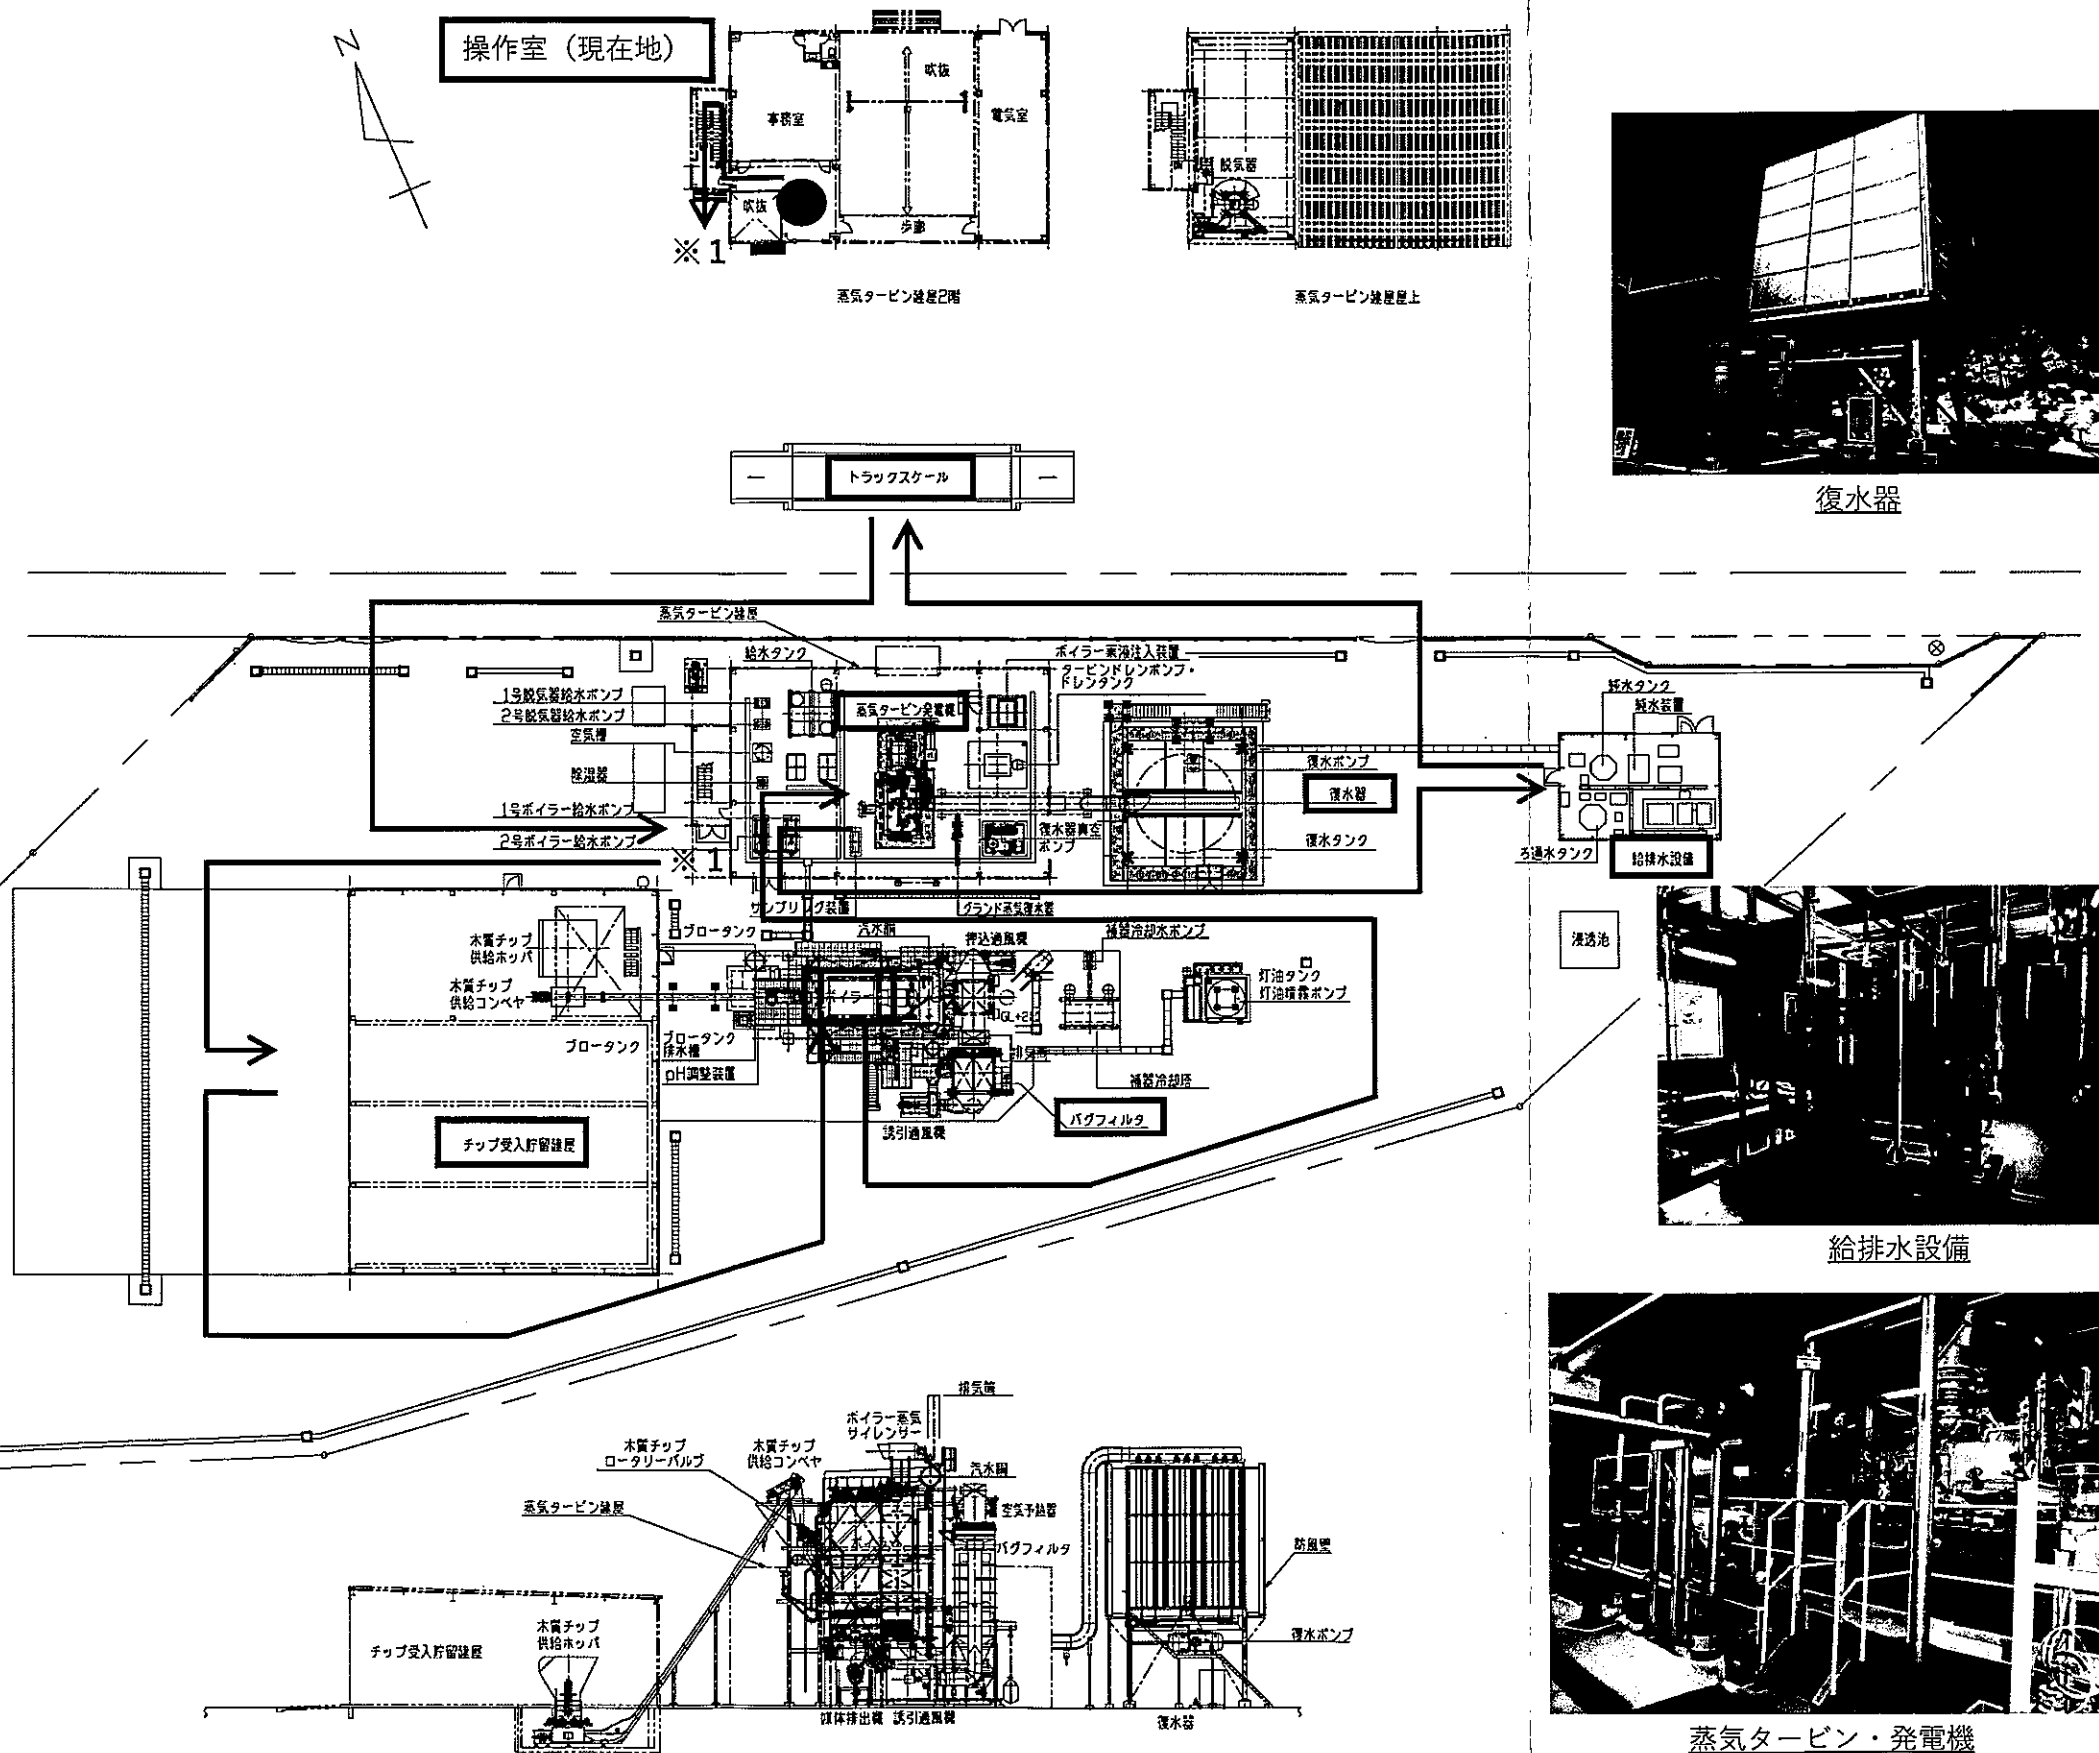 N
操作室（現在地）
事務室
吹抜
電気室
吹抜
歩廊
※1
脱気器
蒸気タービン建屋2階
蒸気タービン建屋屋上
復水器
トラックスケール
蒸気タービン建屋
給水タンク
ボイラー薬液注入装置
タービンドレンポンプ・
ドレンタンク
1号脱気器給水ポンプ
2号脱気器給水ポンプ
空気槽
除湿器
1号ボイラー給水ポンプ
2号ボイラー給水ポンプ
※1
蒸気タービン発電機
復水ポンプ
復水器
復水器真空
ポンプ
復水タンク
純水タンク
純水装置
ろ過水タンク
給排水設備
サンプリング装置
グランド蒸気復水器
浸透池
木質チップ
供給ホッパ
木質チップ
供給コンベヤ
ブロータンク
汽水胴
押込通風機
補器冷却水ポンプ
ボイラー
GL+2
灯油タンク
灯油噴霧ポンプ
ブロータンク
ブロータンク
排水槽
pH調整装置
排気筒
補器冷却塔
バグフィルタ
誘引通風機
チップ受入貯留建屋
給排水設備
排気筒
ボイラー蒸気
サイレンサー
木質チップ
ロータリーバルブ
木質チップ
供給コンベヤ
汽水胴
蒸気タービン建屋
空気予熱器
バグフィルタ
防風壁
木質チップ
供給ホッパ
チップ受入貯留建屋
復水ポンプ
媒体排出機
誘引通風機
復水器
蒸気タービン・発電機